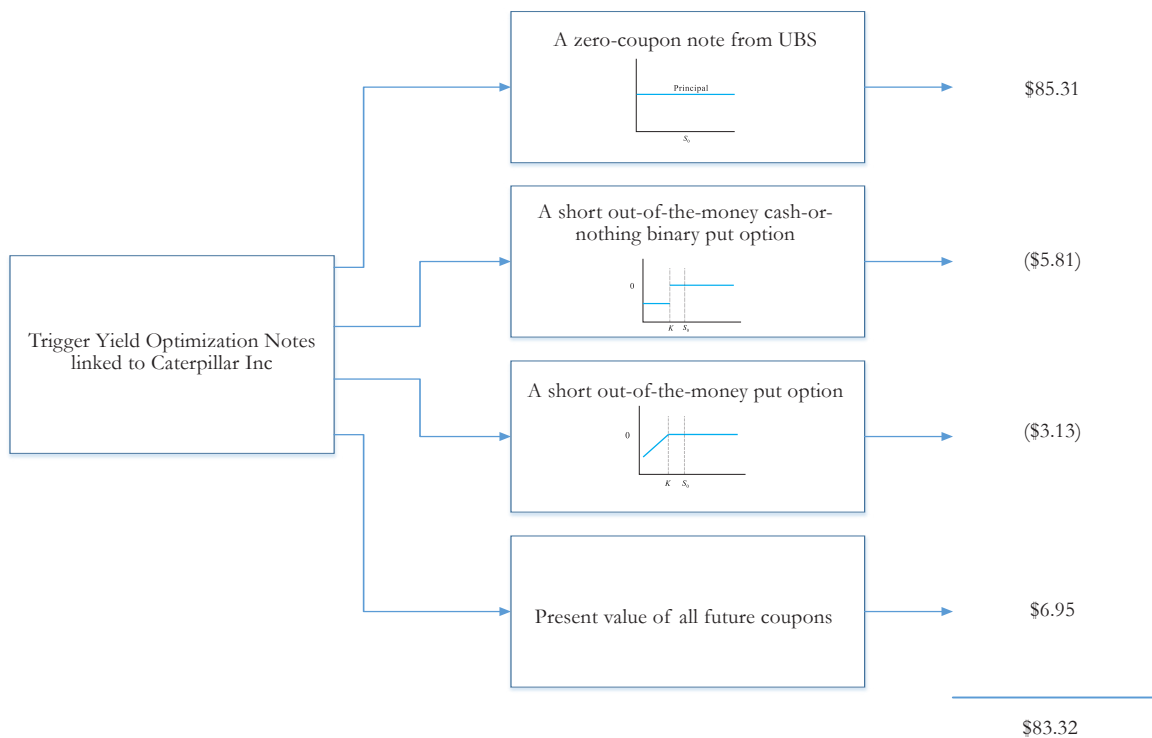 A zero-coupon note from UBS
Principal
S₀
$85.31
A short out-of-the-money cash-or-
nothing binary put option
0
K S₀
($5.81)
Trigger Yield Optimization Notes
linked to Caterpillar Inc
A short out-of-the-money put option
0
K S₀
($3.13)
Present value of all future coupons
$6.95
$83.32